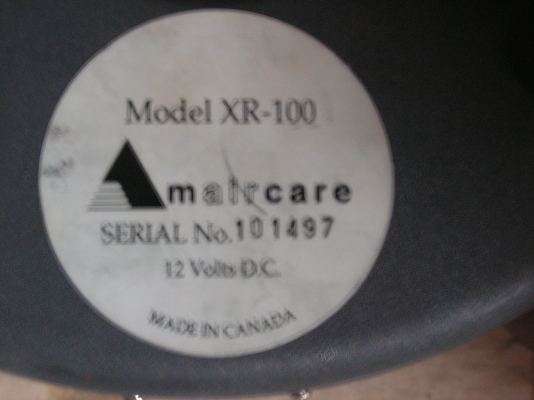 Model XR-100
Amaircare
SERIAL No. 101497
12 Volts D.C.
MADE IN CANADA